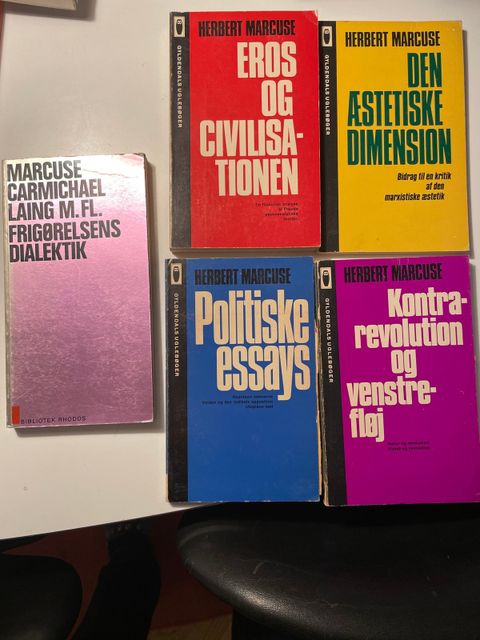 MARCUSE
CARMICHAEL
LAING M.FL.
FRIGØRELSENS
DIALEKTIK
BIBLIOTEK RHODOS
GYLDENDALS UGLEBØGER
HERBERT MARCUSE
EROS
OG
CIVILISA-
TIONEN
GYLDENDALS UGLEBØGER
HERBERT MARCUSE
DEN
ÆSTETISKE
DIMENSION
Bidrag til en kritik
af den
marxistiske æstetik
GYLDENDALS UGLEBØGER
HERBERT MARCUSE
Politiske
essays
GYLDENDALS UGLEBØGER
HERBERT MARCUSE
Kontra-
revolution
og
venstre-
fløj